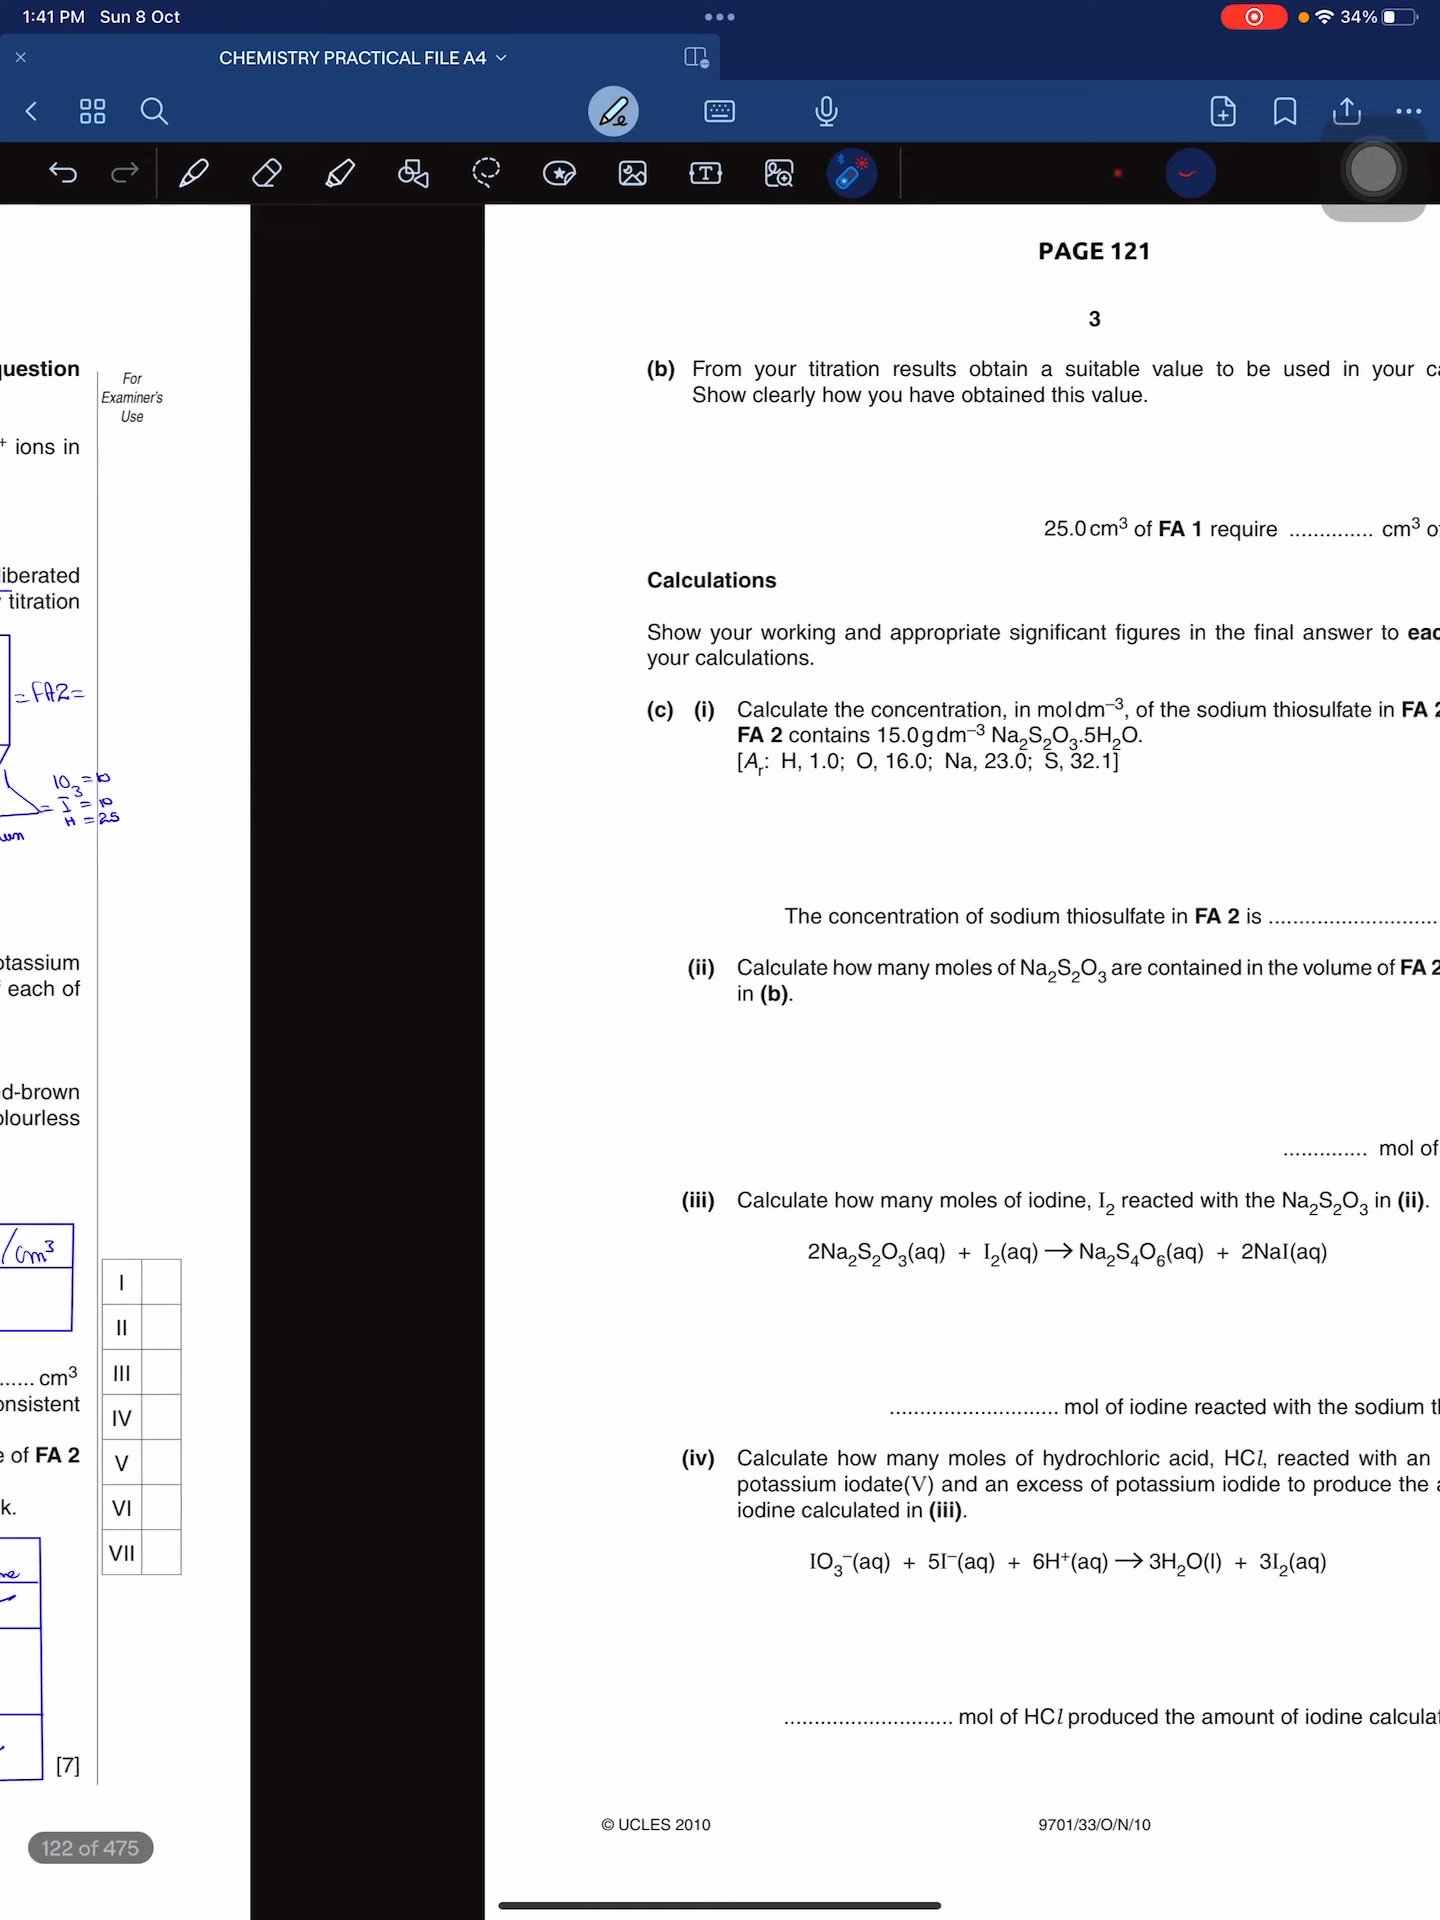 1:41 PM Sun 8 Oct
34%
CHEMISTRY PRACTICAL FILE A4
question
For
Examiner's
Use
+ ions in
liberated
titration
=FA2=
IO3 = 10
I = 10
H = 25
otassium
each of
d-brown
olourless
/cm³
I
II
III
IV
V
VI
VII
...... cm³
onsistent
e of FA 2
k.
[7]
122 of 475
PAGE 121
3
(b) From your titration results obtain a suitable value to be used in your ca
Show clearly how you have obtained this value.
25.0 cm³ of FA 1 require .............. cm³ o
Calculations
Show your working and appropriate significant figures in the final answer to eac
your calculations.
(c) (i) Calculate the concentration, in mol dm⁻³, of the sodium thiosulfate in FA 2
FA 2 contains 15.0 g dm⁻³ Na₂S₂O₃.5H₂O.
[Aᵣ: H, 1.0; O, 16.0; Na, 23.0; S, 32.1]
The concentration of sodium thiosulfate in FA 2 is ............................
(ii) Calculate how many moles of Na₂S₂O₃ are contained in the volume of FA 2
in (b).
.............. mol of
(iii) Calculate how many moles of iodine, I₂ reacted with the Na₂S₂O₃ in (ii).
2Na₂S₂O₃(aq) + I₂(aq) → Na₂S₄O₆(aq) + 2NaI(aq)
............................ mol of iodine reacted with the sodium t
(iv) Calculate how many moles of hydrochloric acid, HCl, reacted with an
potassium iodate(V) and an excess of potassium iodide to produce the a
iodine calculated in (iii).
IO₃⁻(aq) + 5I⁻(aq) + 6H⁺(aq) → 3H₂O(l) + 3I₂(aq)
............................ mol of HCl produced the amount of iodine calculat
© UCLES 2010
9701/33/O/N/10